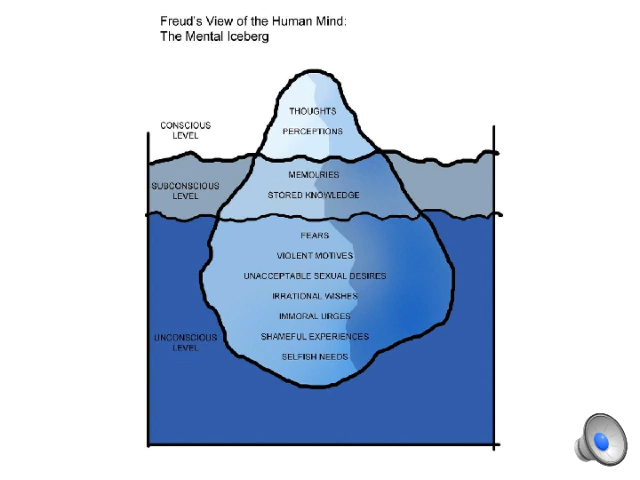 Freud's View of the Human Mind:
The Mental Iceberg
THOUGHTS
CONSCIOUS
LEVEL
PERCEPTIONS
MEMOLRIES
SUBCONSCIOUS
LEVEL
STORED KNOWLEDGE
FEARS
VIOLENT MOTIVES
UNACCEPTABLE SEXUAL DESIRES
IRRATIONAL WISHES
IMMORAL URGES
UNCONSCIOUS
LEVEL
SHAMEFUL EXPERIENCES
SELFISH NEEDS